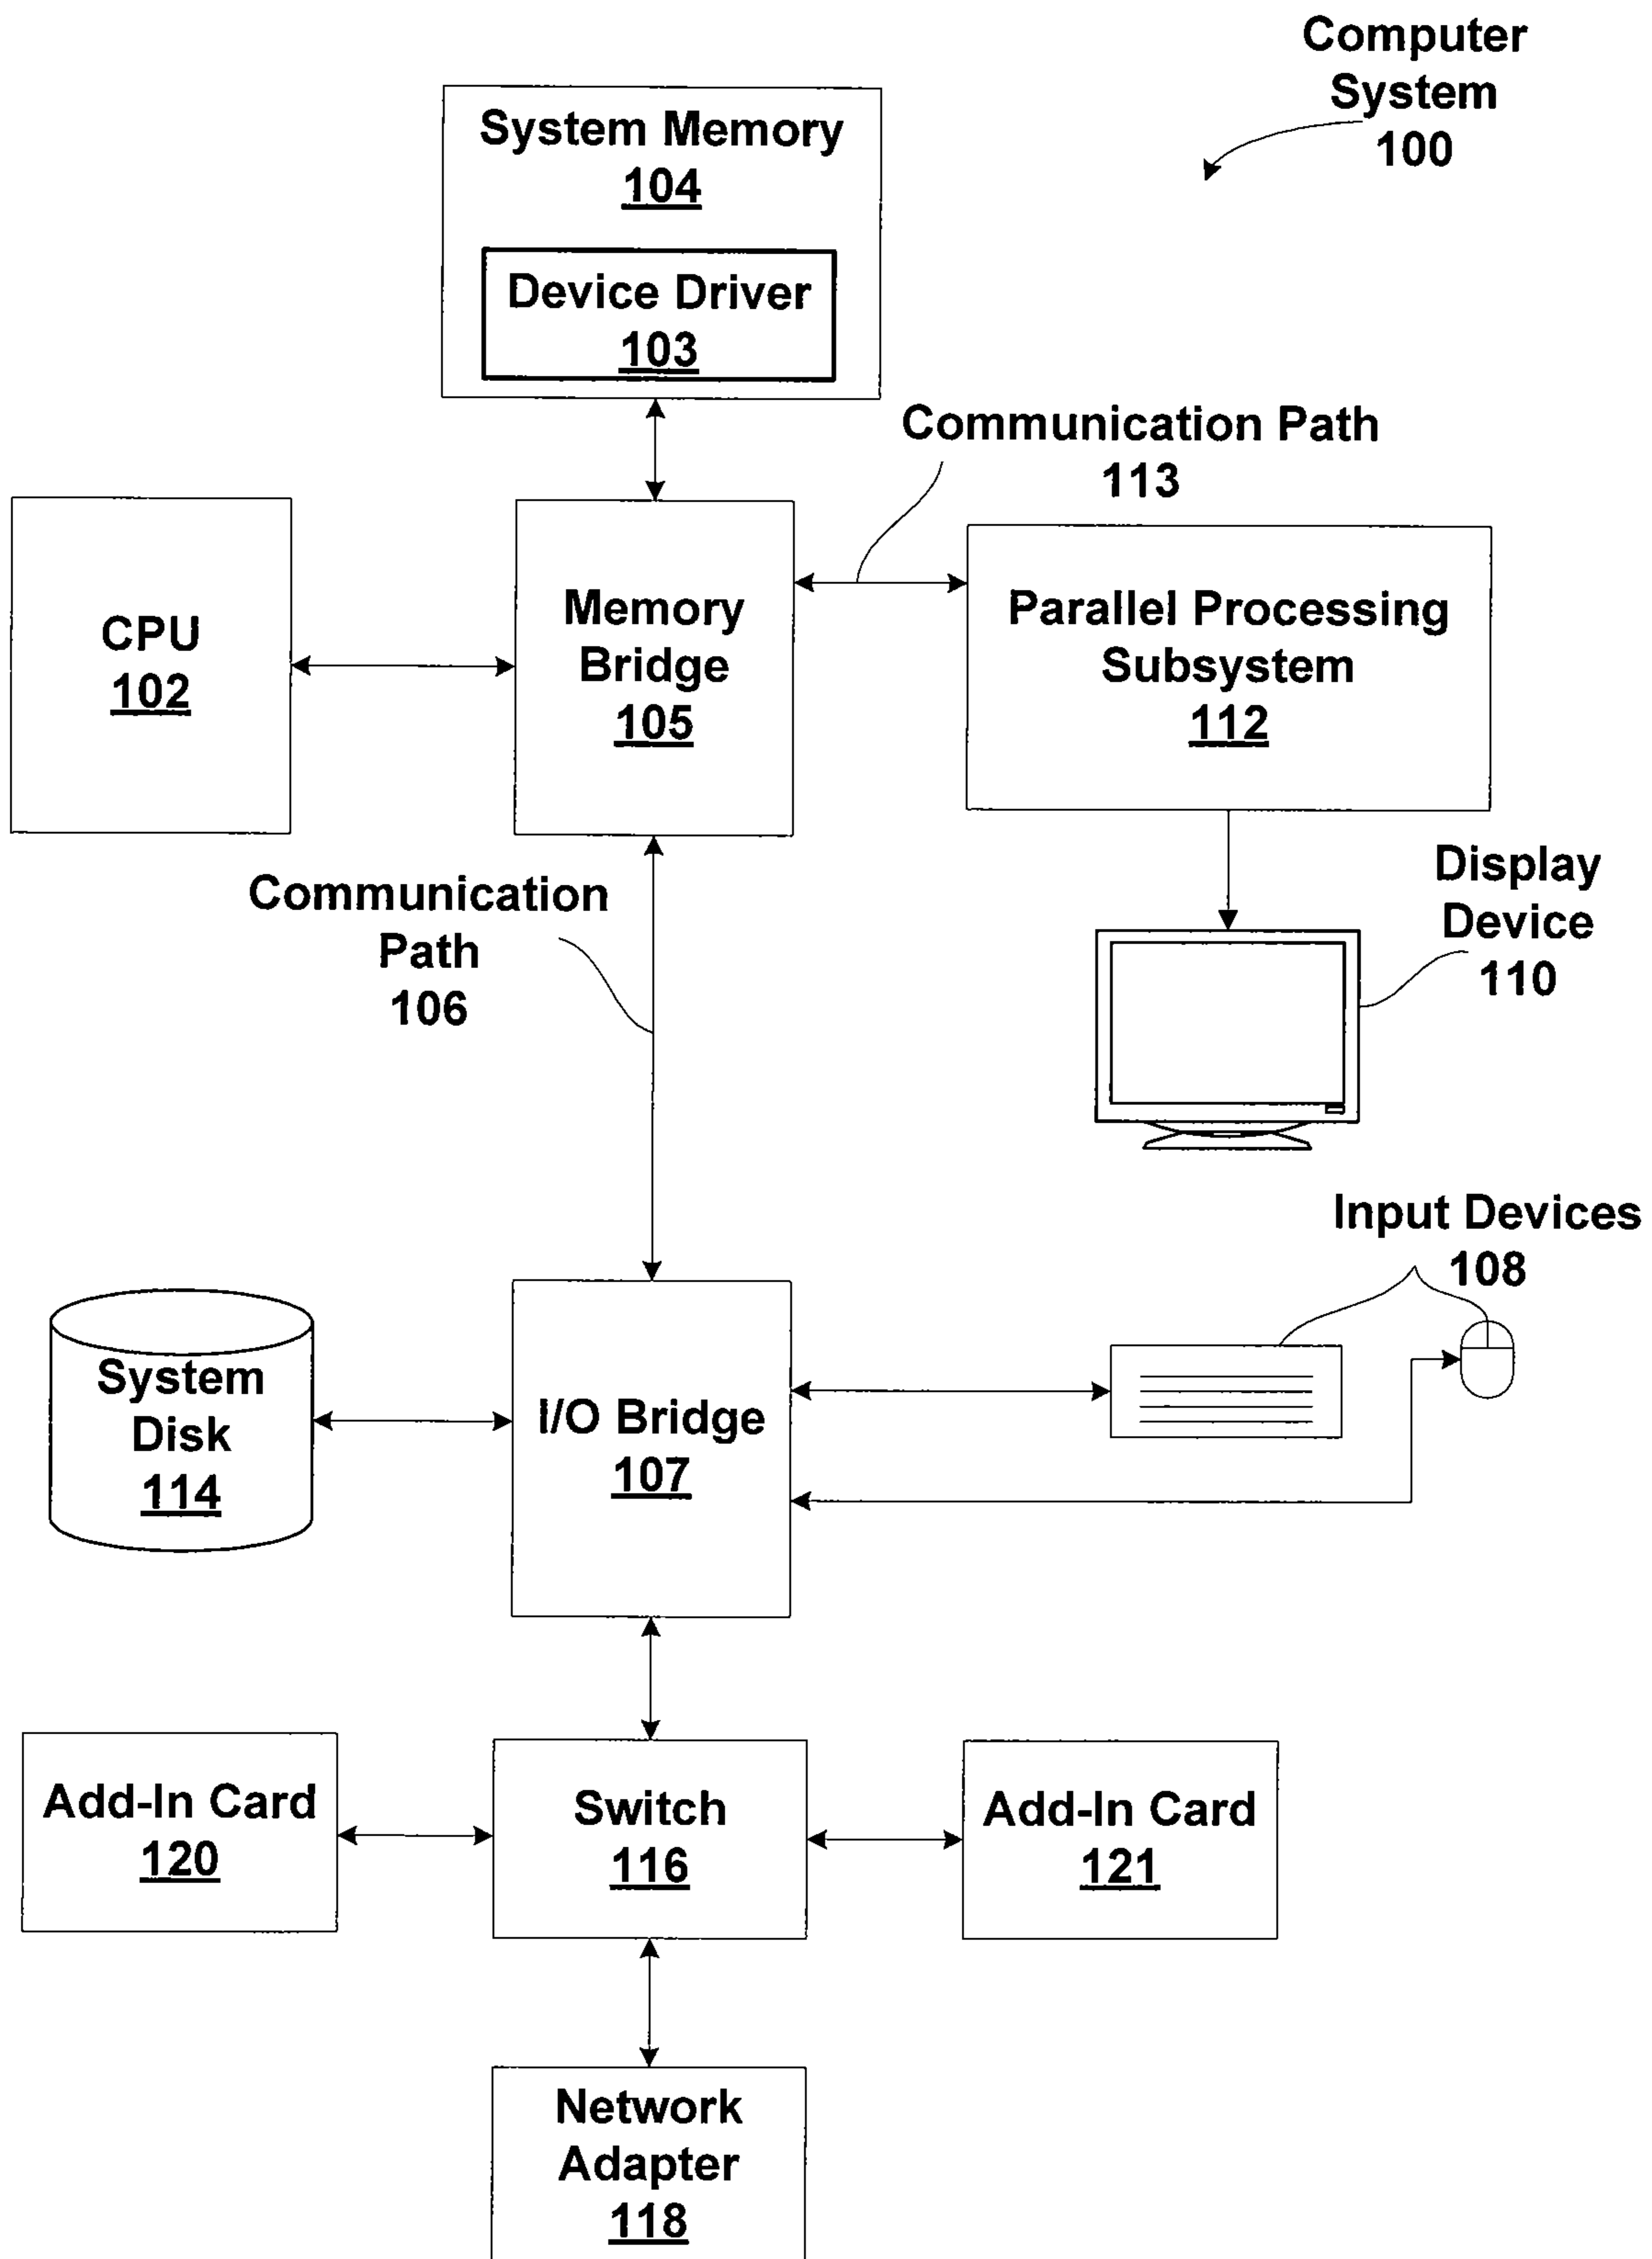 Computer
System
100
System Memory
104
Device Driver
103
Communication Path
113
CPU
102
Memory
Bridge
105
Parallel Processing
Subsystem
112
Communication
Path
106
Display
Device
110
Input Devices
108
System
Disk
114
I/O Bridge
107
Add-In Card
120
Switch
116
Add-In Card
121
Network
Adapter
118